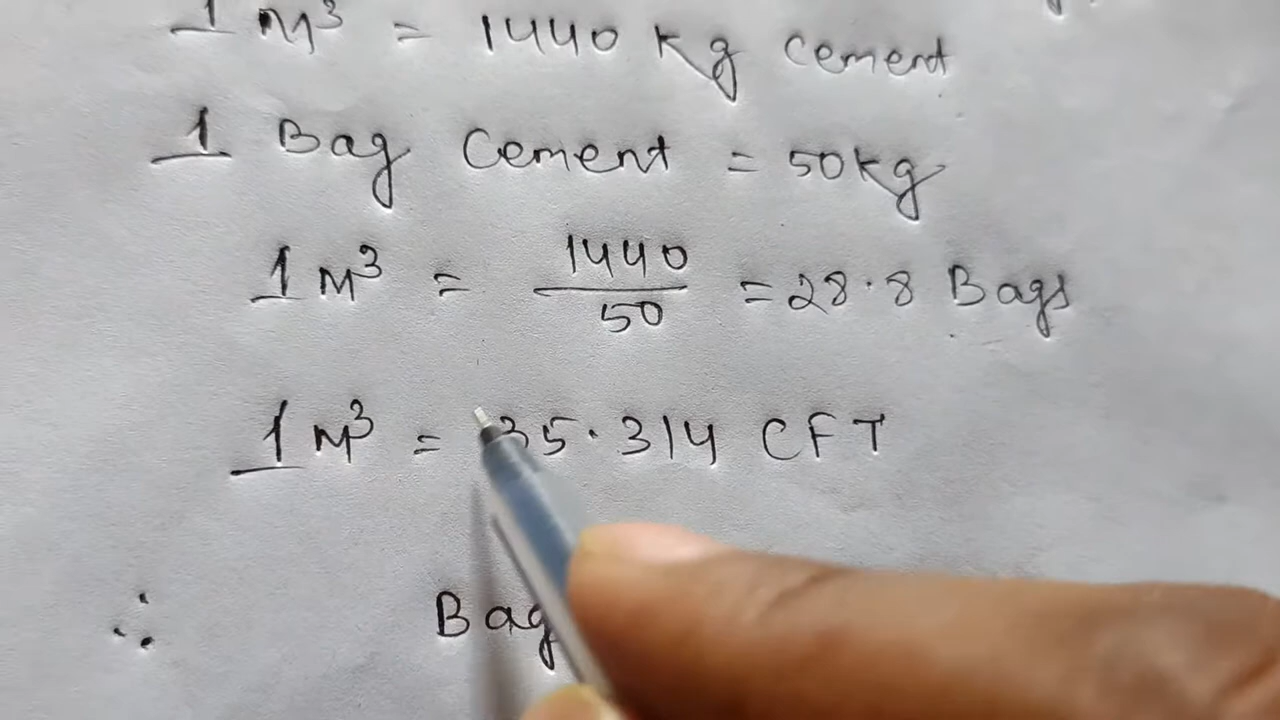 1 M³ = 1440 Kg Cement
1 Bag Cement = 50kg
1 M³ = 1440/50 = 28.8 Bags
1 M³ = 35.314 CFT
∴ Bag